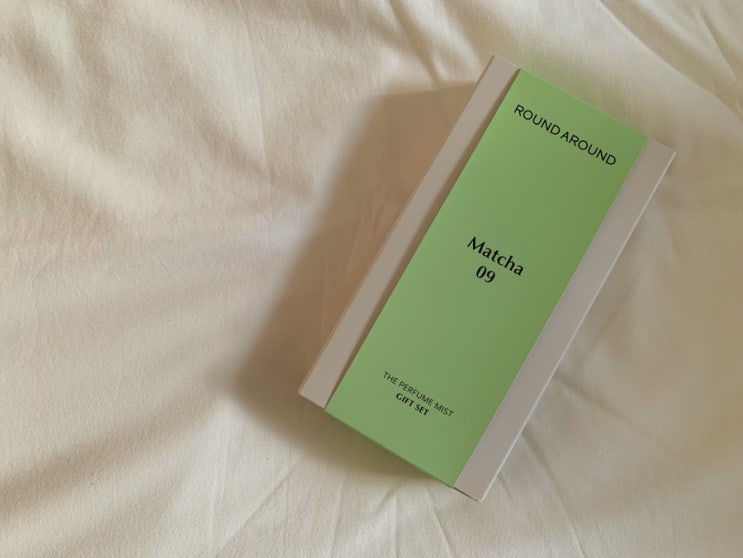 ROUND AROUND
Matcha
09
THE PERFUME MIST
GIFT SET